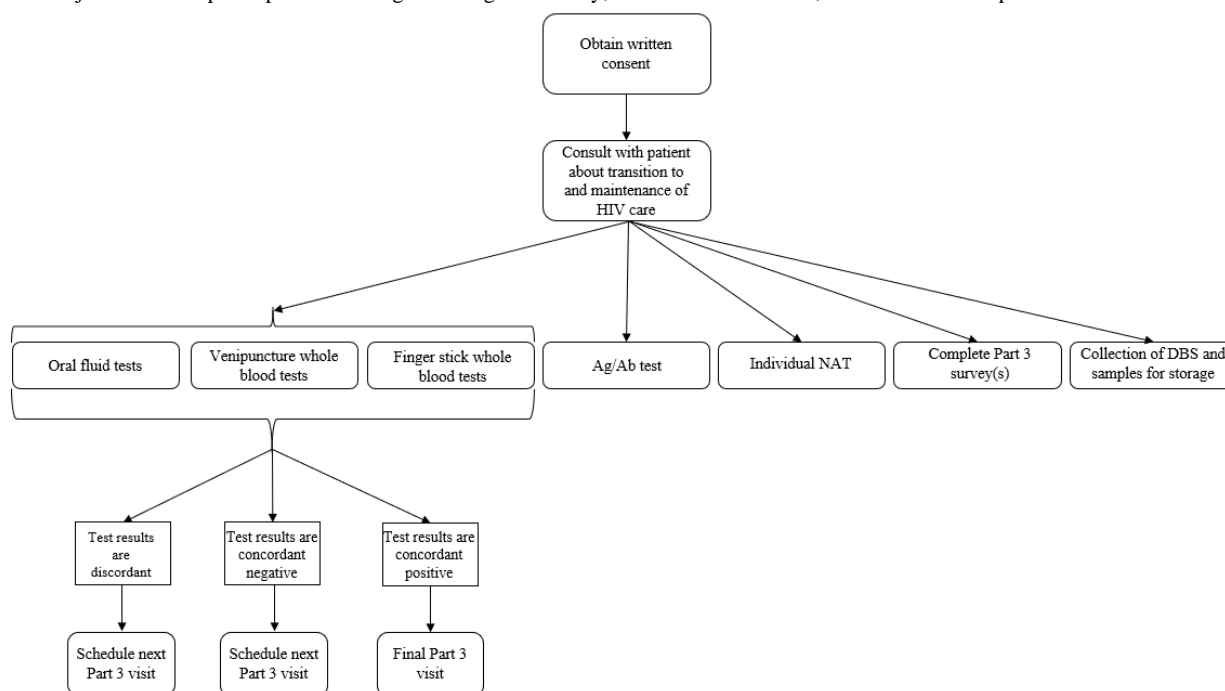 Obtain written
consent
Consult with patient
about transition to
and maintenance of
HIV care
Oral fluid tests
Venipuncture whole
blood tests
Finger stick whole
blood tests
Ag/Ab test
Individual NAT
Complete Part 3
survey(s)
Collection of DBS and
samples for storage
Test results
are
discordant
Test results are
concordant
negative
Test results are
concordant
positive
Schedule next
Part 3 visit
Schedule next
Part 3 visit
Final Part 3
visit